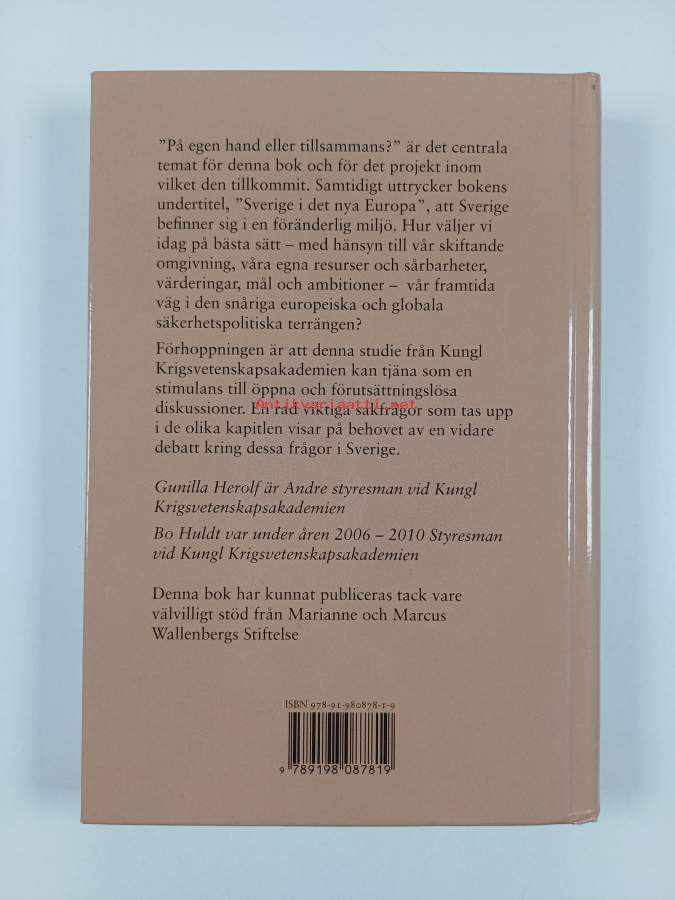 ”På egen hand eller tillsammans?” är det centrala
temat för denna bok och för det projekt inom
vilket den tillkommit. Samtidigt uttrycker bokens
undertitel, ”Sverige i det nya Europa”, att Sverige
befinner sig i en föränderlig miljö. Hur väljer vi
idag på bästa sätt – med hänsyn till vår skiftande
omgivning, våra egna resurser och sårbarheter,
värderingar, mål och ambitioner – vår framtida
väg i den snåriga europeiska och globala
säkerhetspolitiska terrängen?
Förhoppningen är att denna studie från Kungl
Krigsvetenskapsakademien kan tjäna som en
stimulans till öppna och förutsättningslösa
diskussioner. En rad viktiga sakfrågor som tas upp
Antikvariaatti.net
i de olika kapitlen visar på behovet av en vidare
debatt kring dessa frågor i Sverige.
Gunilla Herolf är Andre styresman vid Kungl
Krigsvetenskapsakademien
Bo Huldt var under åren 2006 – 2010 Styresman
vid Kungl Krigsvetenskapsakademien
Denna bok har kunnat publiceras tack vare
välvilligt stöd från Marianne och Marcus
Wallenbergs Stiftelse
ISBN 978-91-980878-1-9
9 789198 087819